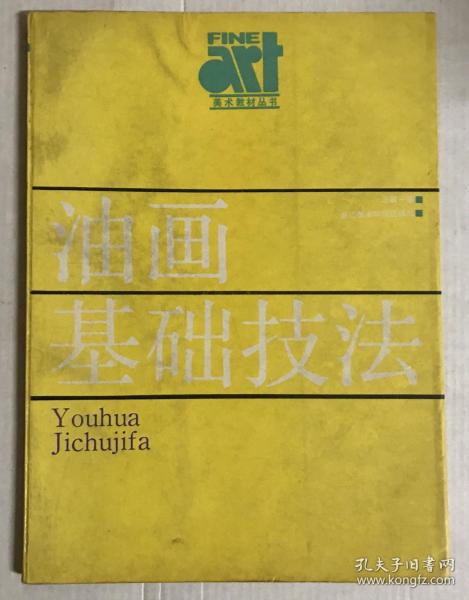 FINE
art
美术教材丛书
油画
基础技法
Youhua
Jichujifa
孔夫子旧书网
kongfz.com